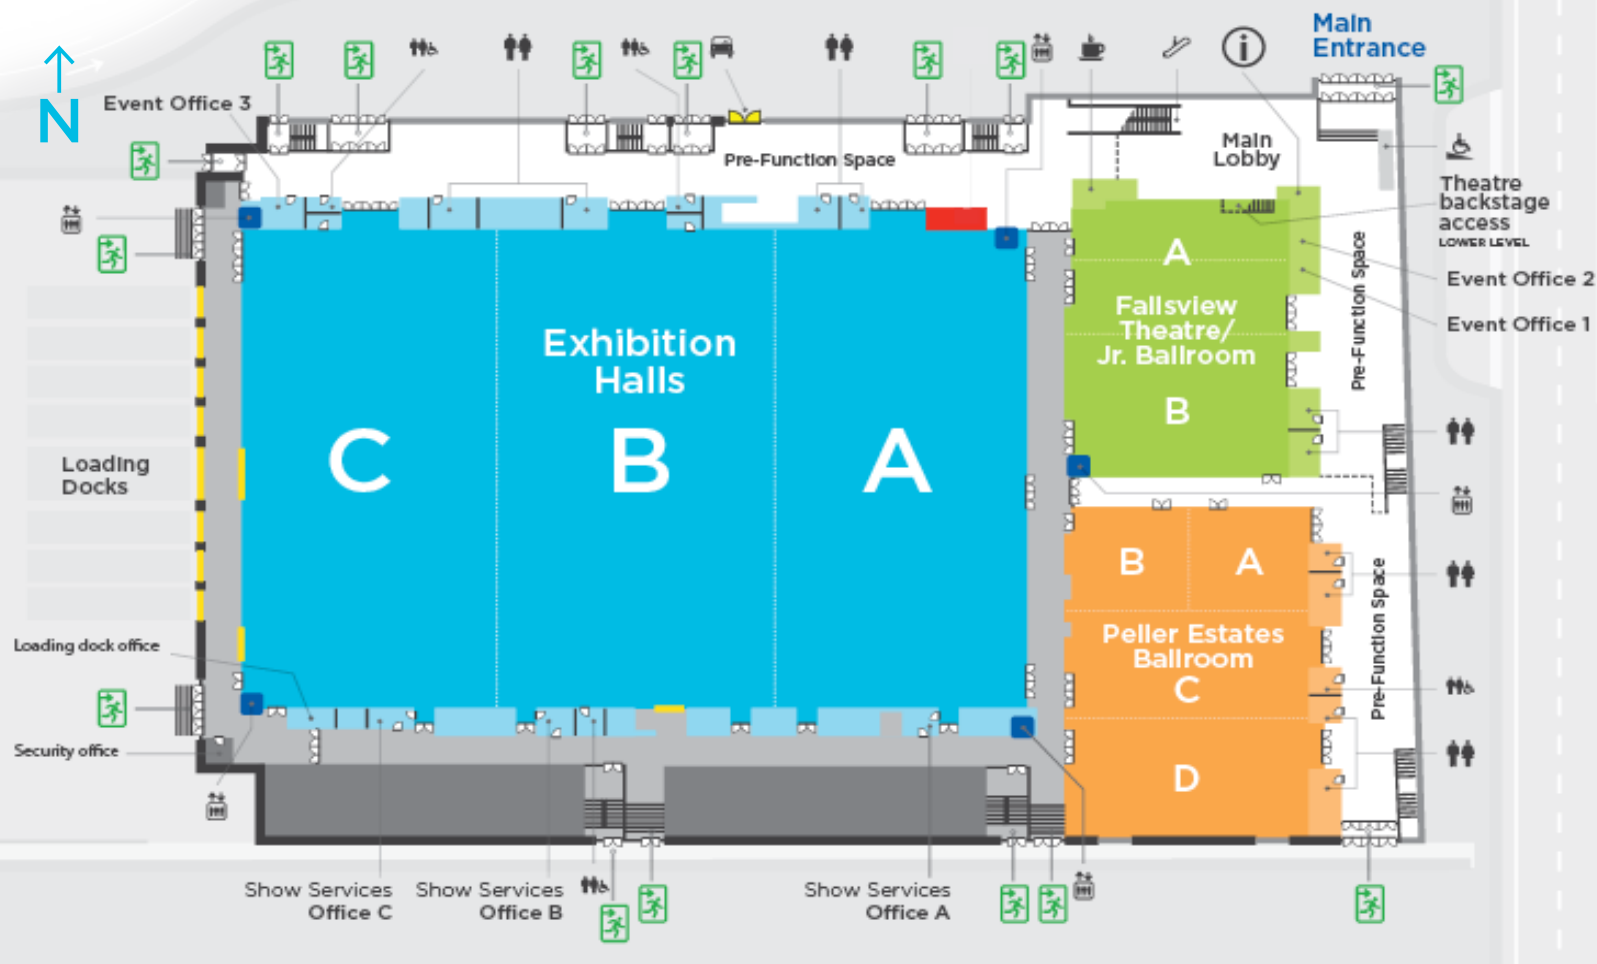 Main
Entrance
N
Event Office 3
Pre-Function Space
Main
Lobby
Theatre
backstage
access
LOWER LEVEL
A
Fallsview
Theatre/
Jr. Ballroom
B
Pre-Function Space
Event Office 2
Event Office 1
Exhibition
Halls
C
B
A
Loading
Docks
B
A
Peller Estates
Ballroom
C
D
Pre-Function Space
Loading dock office
Security office
Show Services
Office C
Show Services
Office B
Show Services
Office A